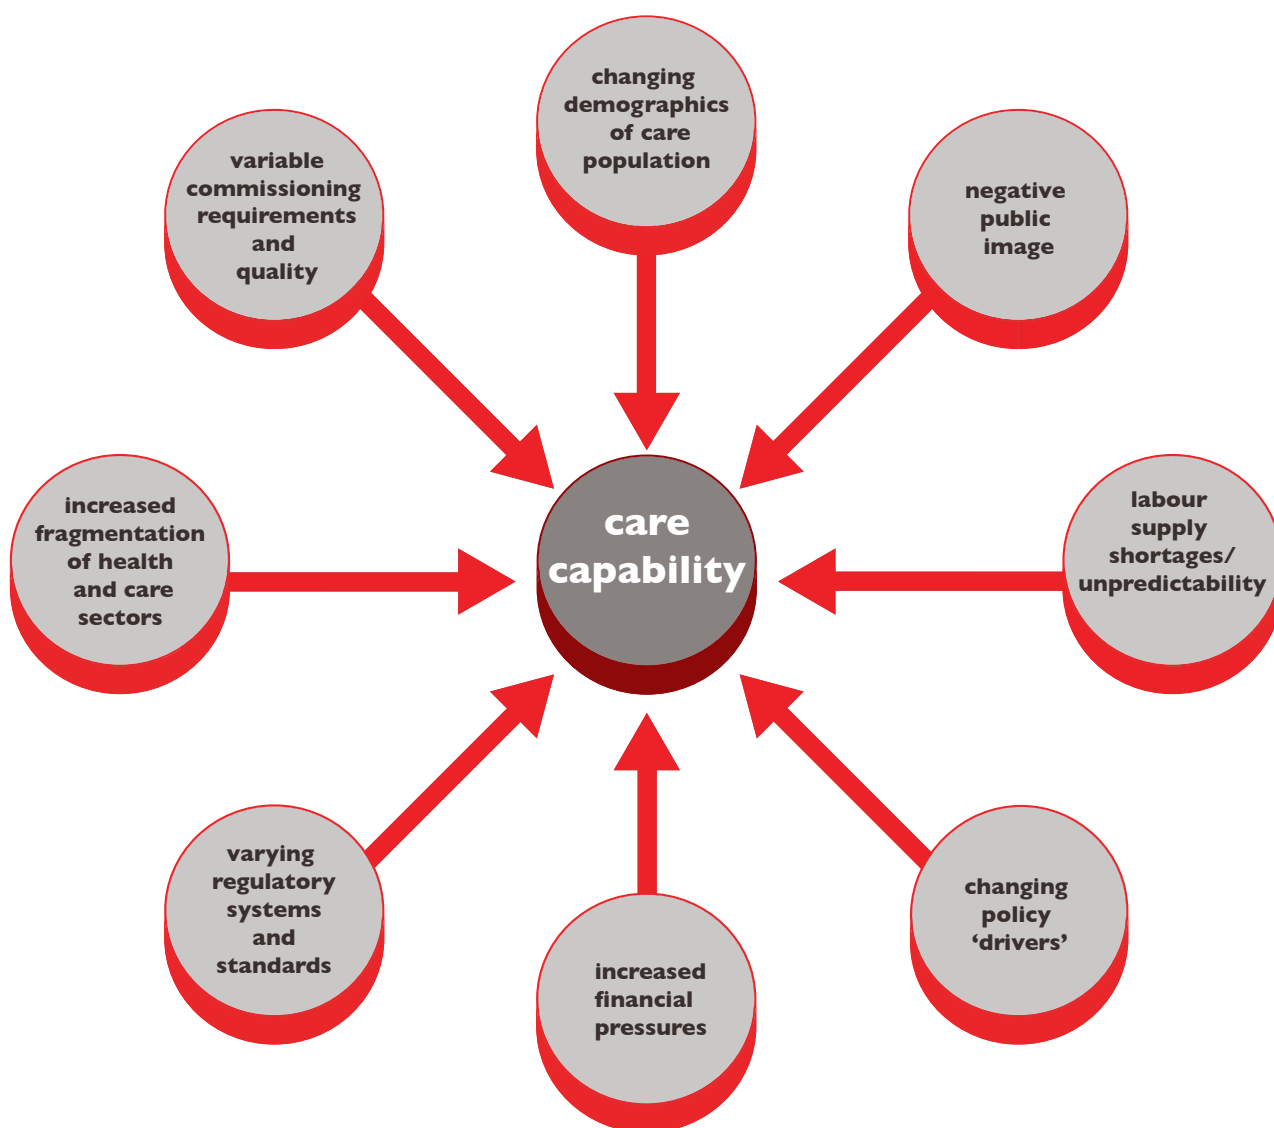 changing
demographics
of care
population
variable
commissioning
requirements
and
quality
negative
public
image
increased
fragmentation
of health
and care
sectors
care
capability
labour
supply
shortages/
unpredictability
varying
regulatory
systems
and
standards
increased
financial
pressures
changing
policy
‘drivers’